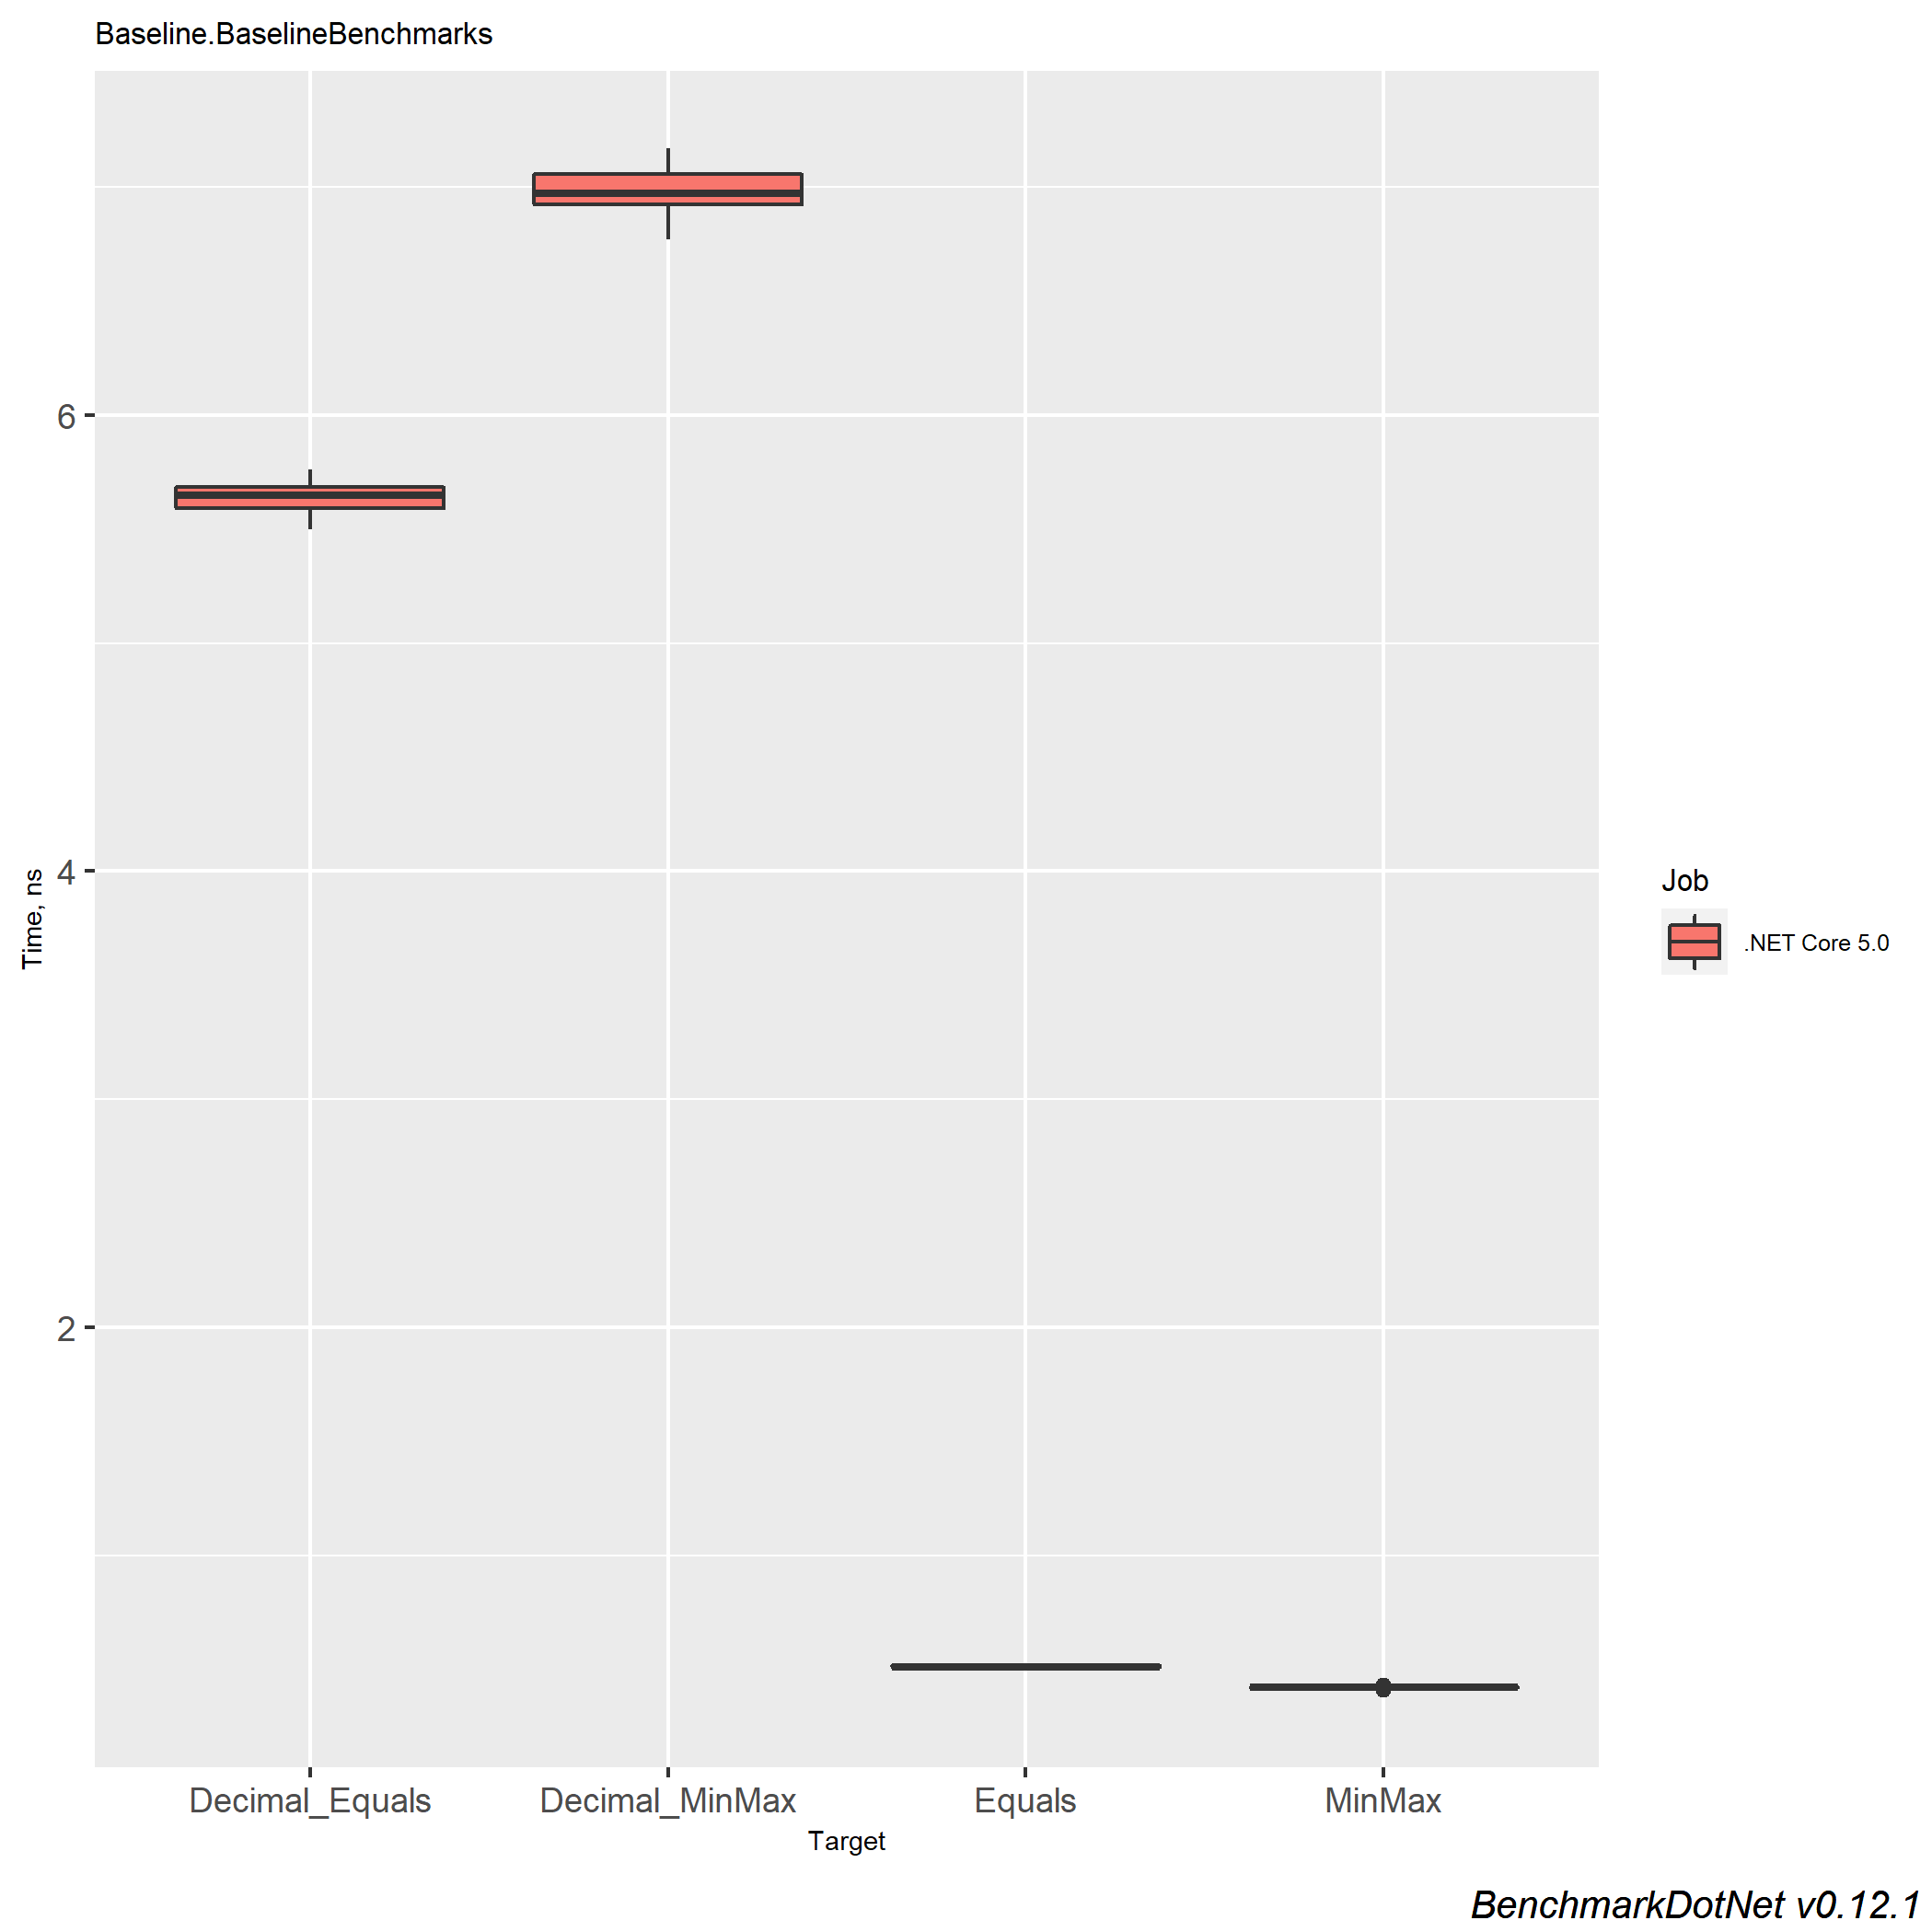 Baseline.BaselineBenchmarks
6
4
2
Time, ns
Decimal_Equals
Decimal_MinMax
Equals
MinMax
Target
Job
.NET Core 5.0
BenchmarkDotNet v0.12.1